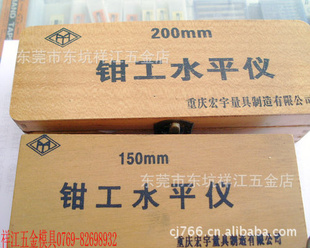 200mm
东莞市东坑祥江五金店
钳工水平仪
重庆宏宇量具制造有限公司
150mm
东莞市东坑祥江五金店
钳工水平仪
祥江五金模具0769-82698932
cj766.cn.alibaba.com
重庆宏宇量具制造有限公司